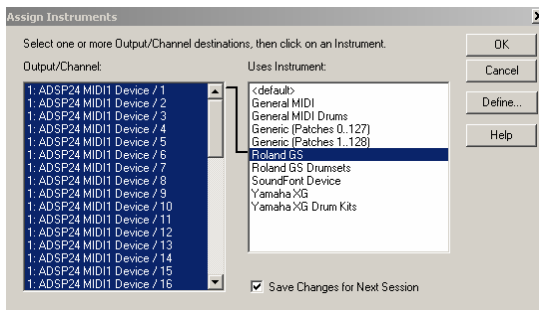 Assign Instruments
Select one or more Output/Channel destinations, then click on an Instrument.
Output/Channel:
1: ADSP24 MIDI1 Device / 1
1: ADSP24 MIDI1 Device / 2
1: ADSP24 MIDI1 Device / 3
1: ADSP24 MIDI1 Device / 4
1: ADSP24 MIDI1 Device / 5
1: ADSP24 MIDI1 Device / 6
1: ADSP24 MIDI1 Device / 7
1: ADSP24 MIDI1 Device / 8
1: ADSP24 MIDI1 Device / 9
1: ADSP24 MIDI1 Device / 10
1: ADSP24 MIDI1 Device / 11
1: ADSP24 MIDI1 Device / 12
1: ADSP24 MIDI1 Device / 13
1: ADSP24 MIDI1 Device / 14
1: ADSP24 MIDI1 Device / 15
1: ADSP24 MIDI1 Device / 16
Uses Instrument:
<default>
General MIDI
General MIDI Drums
Generic (Patches 0..127)
Generic (Patches 1..128)
Roland GS
Roland GS Drumsets
SoundFont Device
Yamaha XG
Yamaha XG Drum Kits
Save Changes for Next Session
OK
Cancel
Define...
Help